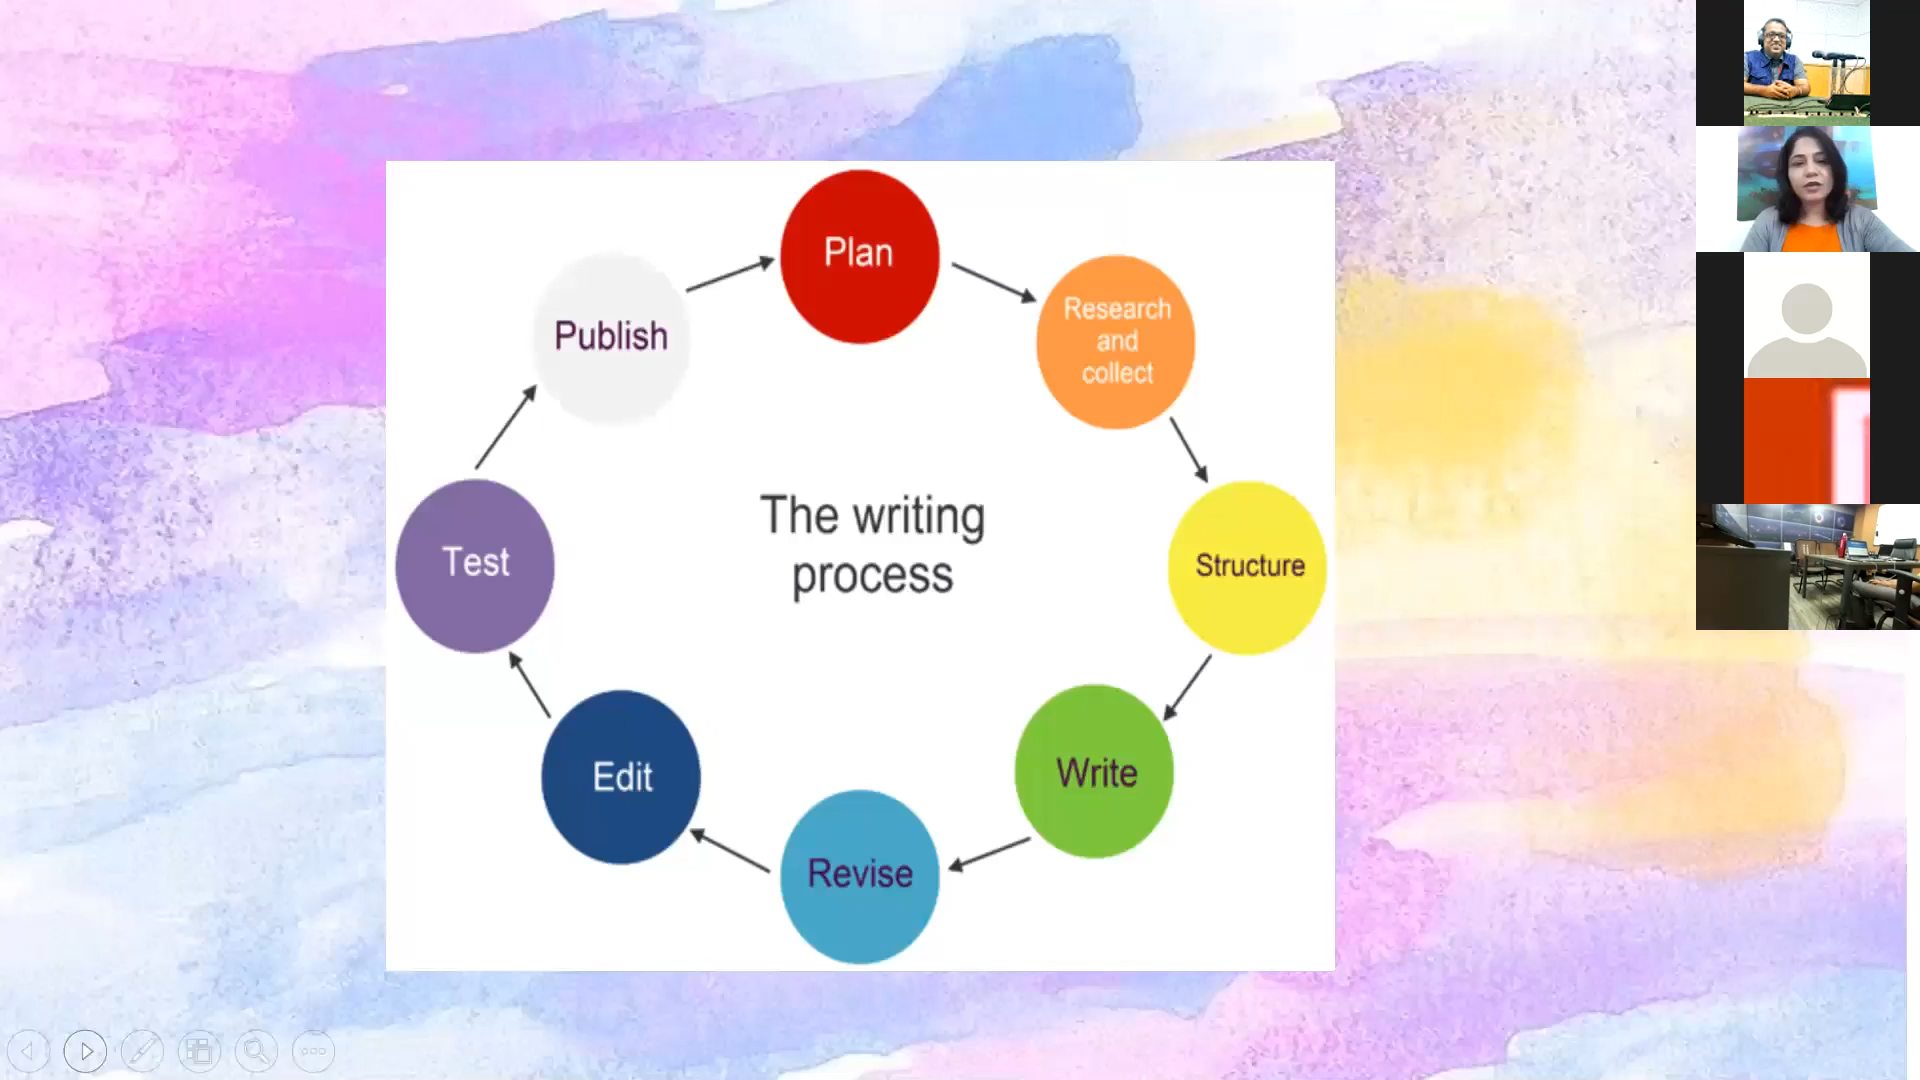 Plan
Research
and
collect
Structure
Write
Revise
Edit
Test
Publish
The writing
process